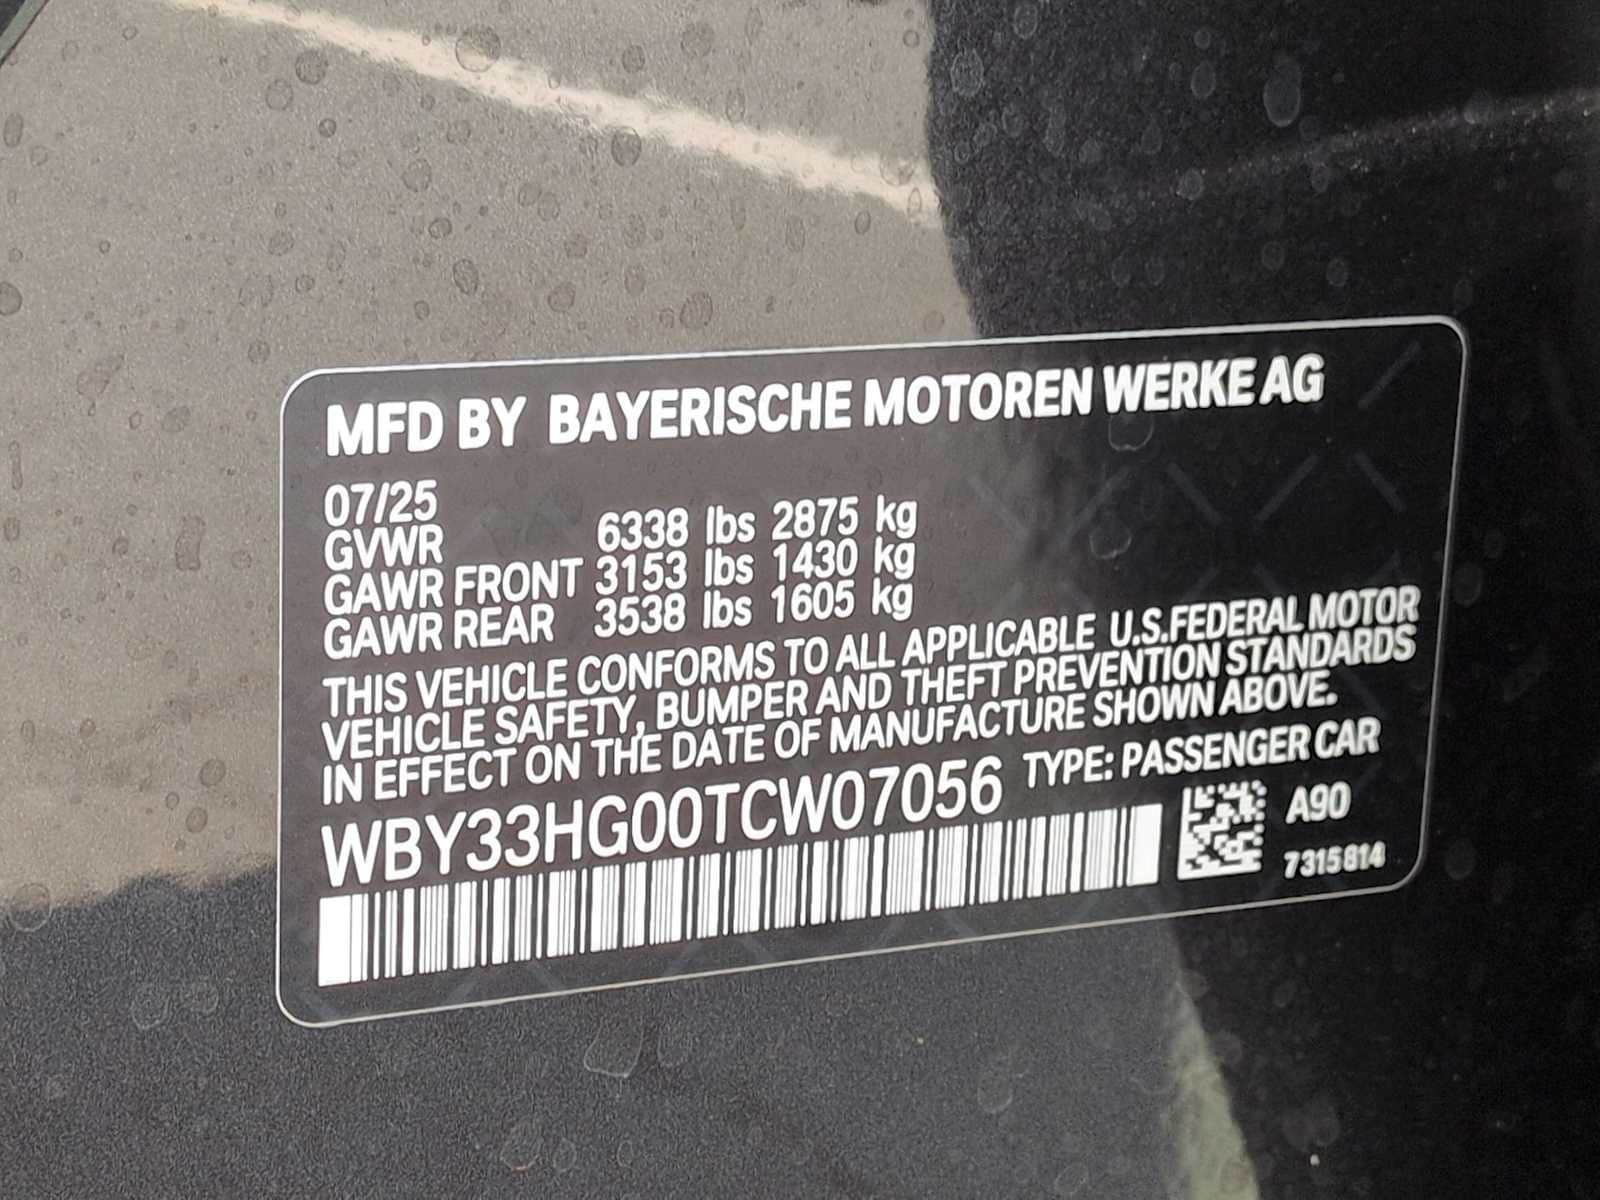 MFD BY BAYERISCHE MOTOREN WERKE AG
07/25
GVWR 6338 lbs 2875 kg
GAWR FRONT 3153 lbs 1430 kg
GAWR REAR 3538 lbs 1605 kg
THIS VEHICLE CONFORMS TO ALL APPLICABLE U.S.FEDERAL MOTOR
VEHICLE SAFETY, BUMPER AND THEFT PREVENTION STANDARDS
IN EFFECT ON THE DATE OF MANUFACTURE SHOWN ABOVE.
WBY33HG00TCW07056 TYPE: PASSENGER CAR
A90
7315814